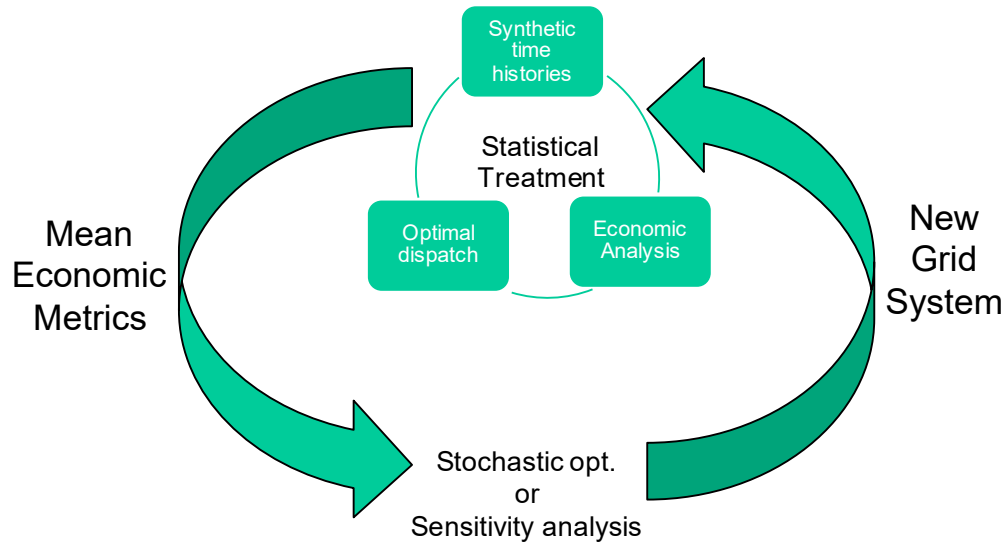 Synthetic
time
histories
Statistical
Treatment
Optimal
dispatch
Economic
Analysis
Mean
Economic
Metrics
New
Grid
System
Stochastic opt.
or
Sensitivity analysis